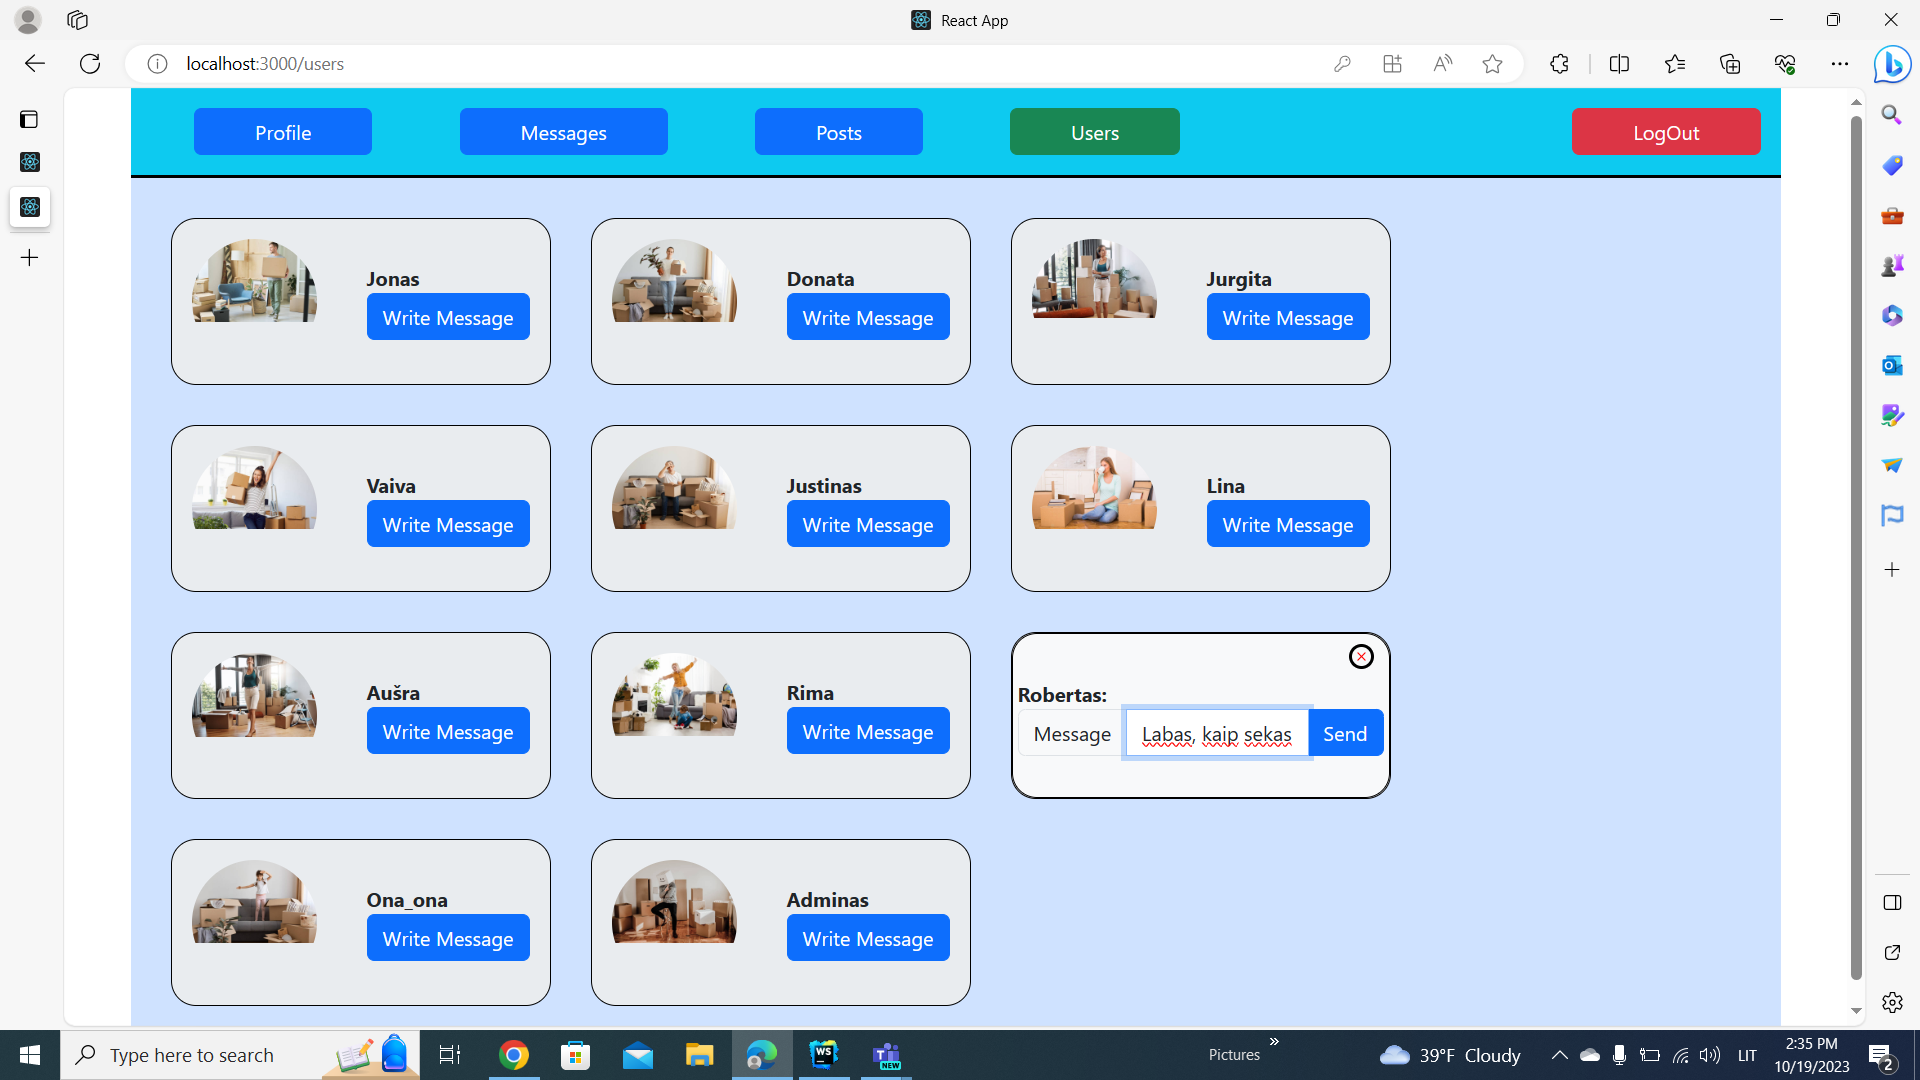 React App
localhost:3000/users
Profile
Messages
Posts
Users
LogOut
Jonas
Write Message
Donata
Write Message
Jurgita
Write Message
Vaiva
Write Message
Justinas
Write Message
Lina
Write Message
Aušra
Write Message
Rima
Write Message
Robertas:
Message
Labas, kaip sekas
Send
Ona_ona
Write Message
Adminas
Write Message
Type here to search
WS
NEW
Pictures
39°F Cloudy
LIT
2:35 PM
10/19/2023
2